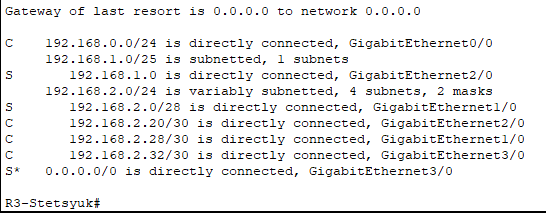 Gateway of last resort is 0.0.0.0 to network 0.0.0.0
C 192.168.0.0/24 is directly connected, GigabitEthernet0/0
192.168.1.0/25 is subnetted, 1 subnets
S 192.168.1.0 is directly connected, GigabitEthernet2/0
192.168.2.0/24 is variably subnetted, 4 subnets, 2 masks
S 192.168.2.0/28 is directly connected, GigabitEthernet1/0
C 192.168.2.20/30 is directly connected, GigabitEthernet2/0
C 192.168.2.28/30 is directly connected, GigabitEthernet1/0
C 192.168.2.32/30 is directly connected, GigabitEthernet3/0
S* 0.0.0.0/0 is directly connected, GigabitEthernet3/0
R3-Stetsyuk#